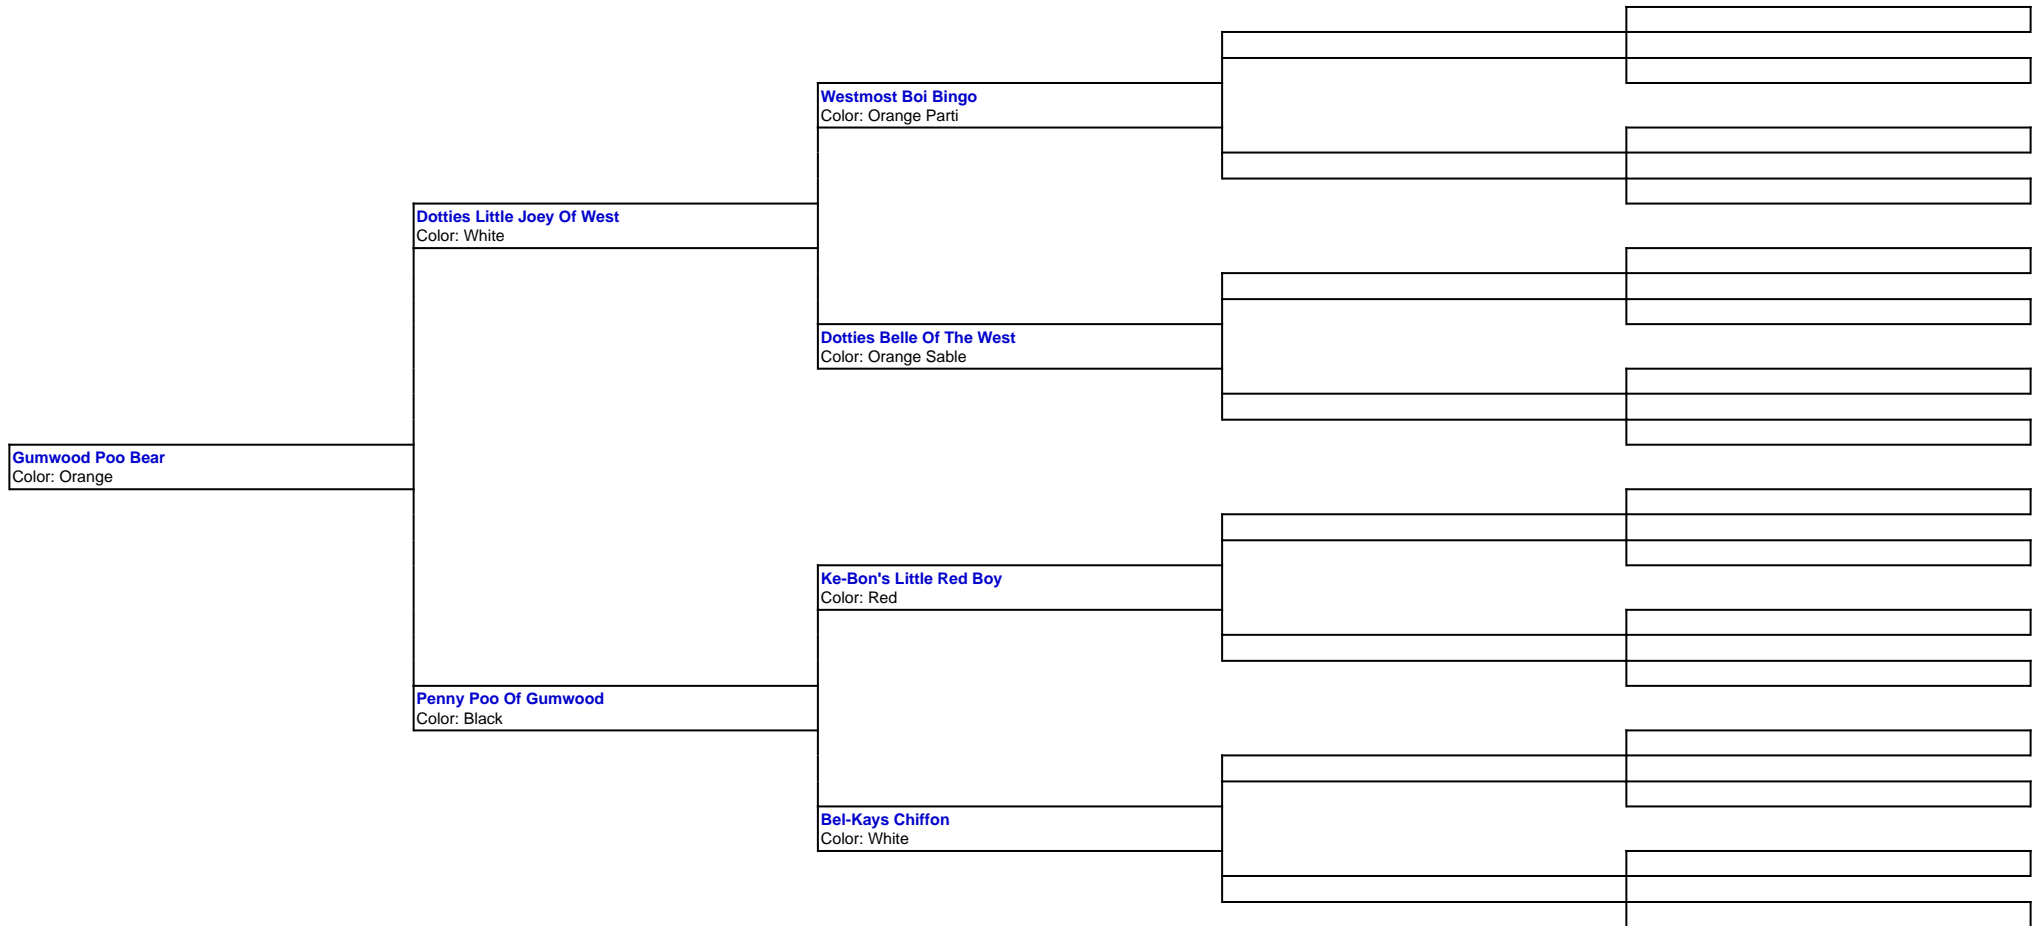 Westmost Boi Bingo
Color: Orange Parti
Dotties Little Joey Of West
Color: White
Dotties Belle Of The West
Color: Orange Sable
Gumwood Poo Bear
Color: Orange
Ke-Bon's Little Red Boy
Color: Red
Penny Poo Of Gumwood
Color: Black
Bel-Kays Chiffon
Color: White